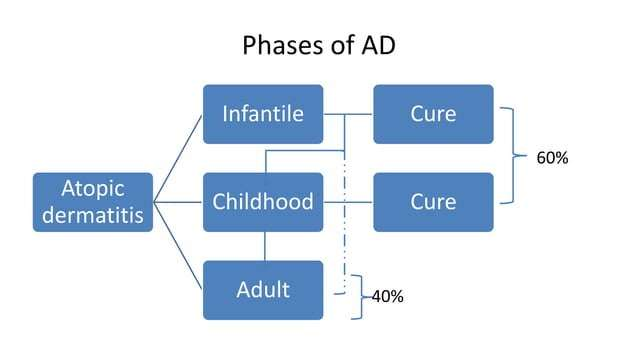 Phases of AD
Infantile
Cure
60%
Atopic
dermatitis
Childhood
Cure
Adult
40%